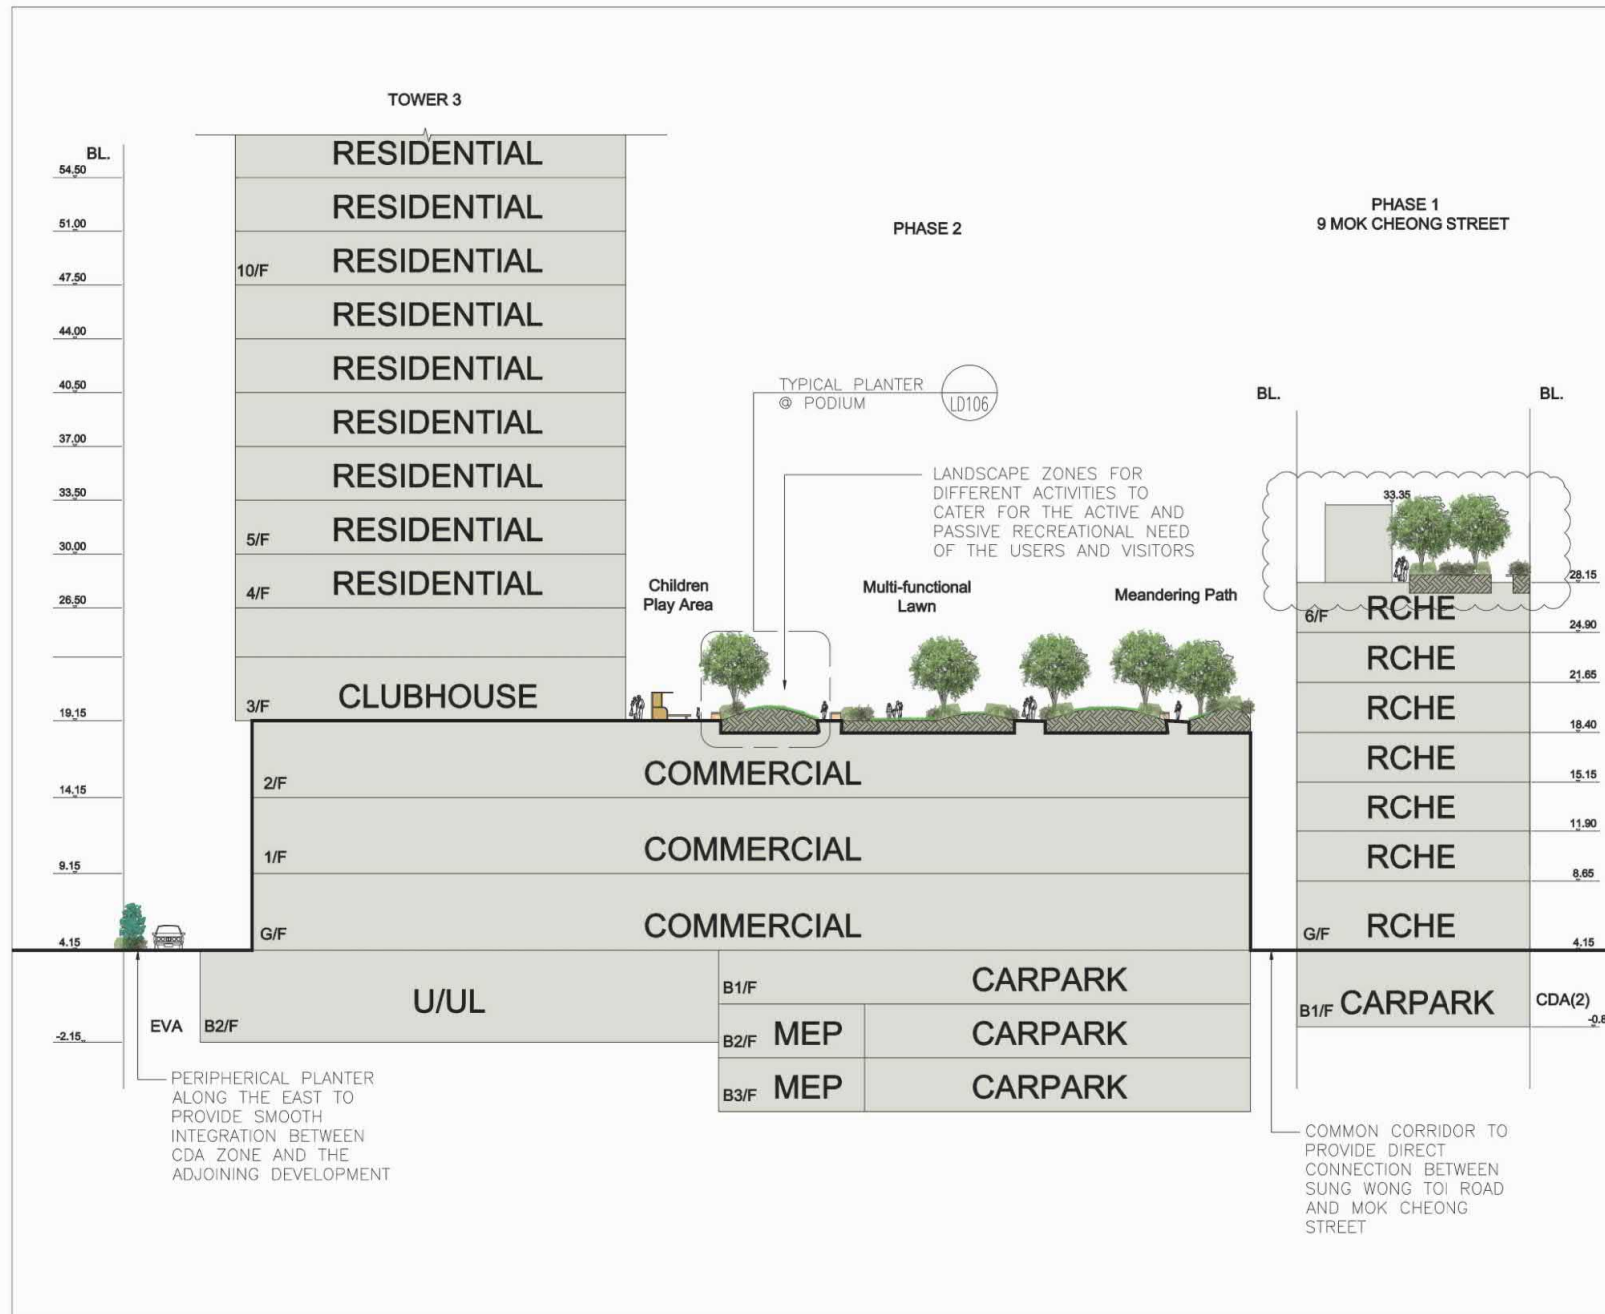 TOWER 3
BL.
54.50
RESIDENTIAL
RESIDENTIAL
51.00
10/F RESIDENTIAL
47.50
RESIDENTIAL
44.00
RESIDENTIAL
40.50
RESIDENTIAL
37.00
RESIDENTIAL
33.50
5/F RESIDENTIAL
30.00
4/F RESIDENTIAL
26.50
3/F CLUBHOUSE
19.15
PHASE 2
PHASE 1
9 MOK CHEONG STREET
TYPICAL PLANTER
@ PODIUM
LD106
LANDSCAPE ZONES FOR
DIFFERENT ACTIVITIES TO
CATER FOR THE ACTIVE AND
PASSIVE RECREATIONAL NEED
OF THE USERS AND VISITORS
Children
Play Area
Multi-functional
Lawn
Meandering Path
2/F COMMERCIAL
14.15
1/F COMMERCIAL
9.15
G/F COMMERCIAL
4.15
B2/F U/UL
EVA
-2.15
B1/F CARPARK
B2/F MEP CARPARK
B3/F MEP CARPARK
BL.
BL.
33.35
28.15
6/F RCHE
24.90
RCHE
21.65
RCHE
18.40
RCHE
15.15
RCHE
11.90
RCHE
8.65
G/F RCHE
4.15
B1/F CARPARK
CDA(2)
-0.8
PERIPHERICAL PLANTER
ALONG THE EAST TO
PROVIDE SMOOTH
INTEGRATION BETWEEN
CDA ZONE AND THE
ADJOINING DEVELOPMENT
COMMON CORRIDOR TO
PROVIDE DIRECT
CONNECTION BETWEEN
SUNG WONG TOI ROAD
AND MOK CHEONG
STREET